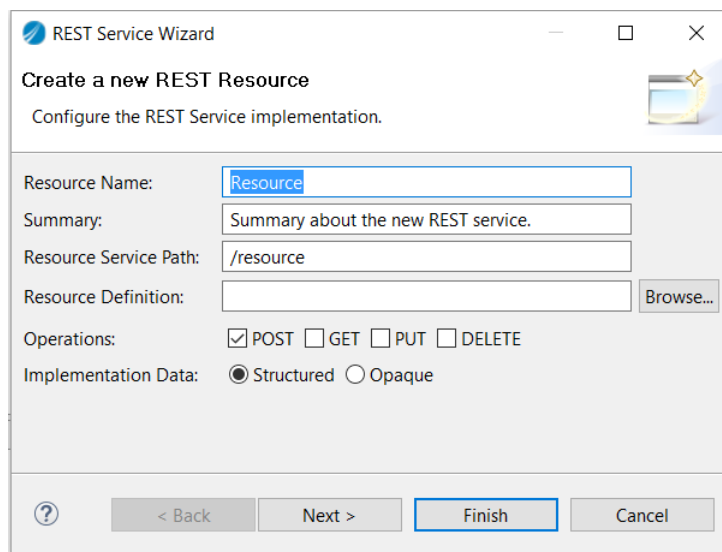 REST Service Wizard
Create a new REST Resource
Configure the REST Service implementation.
Resource Name: Resource
Summary: Summary about the new REST service.
Resource Service Path: /resource
Resource Definition: Browse...
Operations: POST GET PUT DELETE
Implementation Data: Structured Opaque
? < Back Next > Finish Cancel